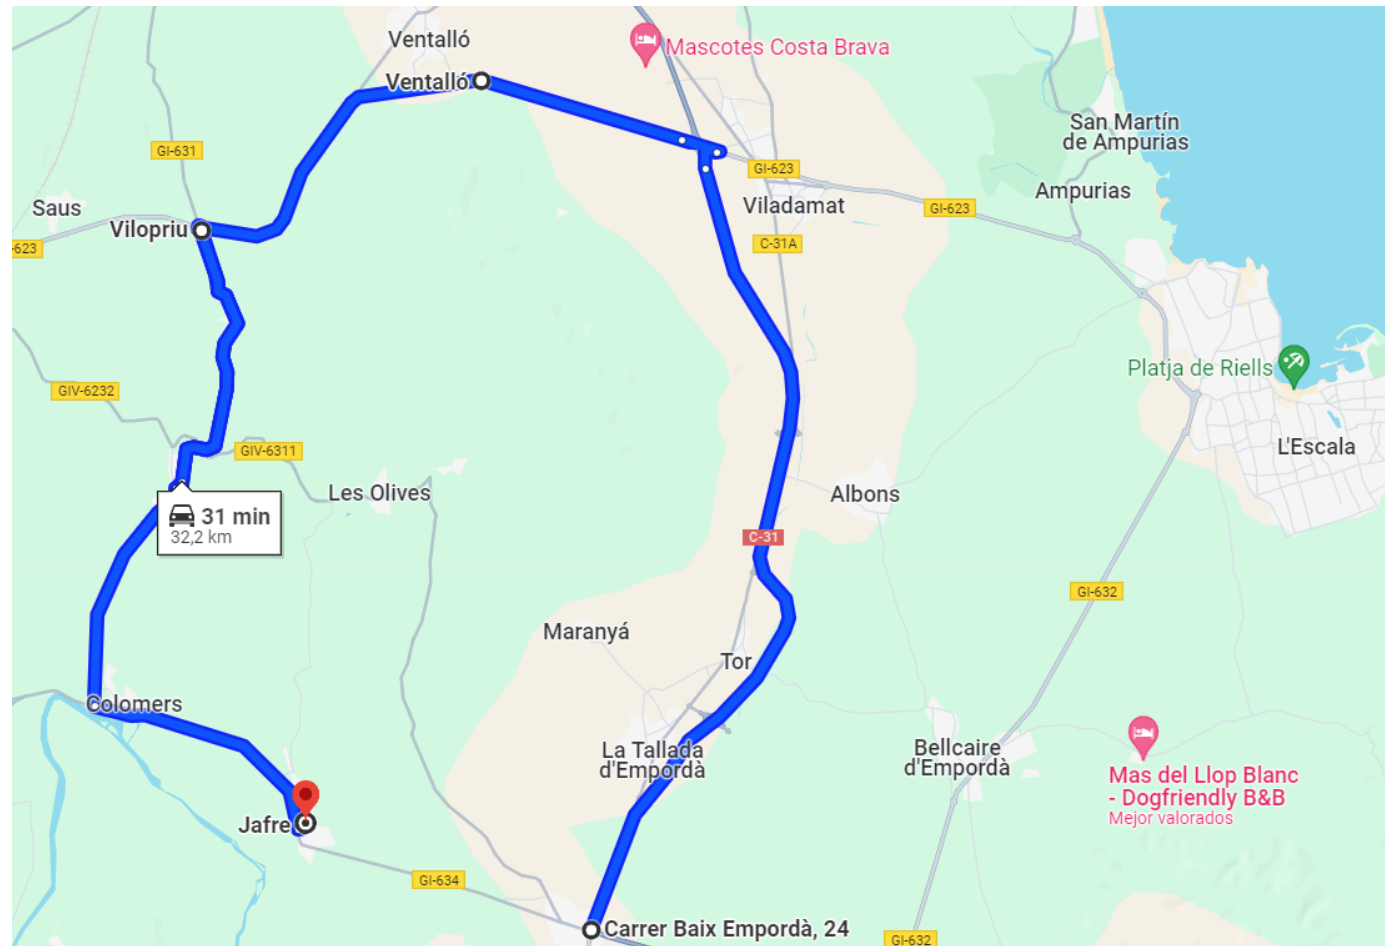 Ventalló
Mascotes Costa Brava
Ventalló
San Martín
de Ampurias
GI-631
GI-623
Ampurias
Saus
Viladamat
GI-623
Vilopriu
C-31A
-623
Platja de Riells
GIV-6232
L'Escala
GIV-6311
Les Olives
Albons
31 min
32,2 km
C-31
GI-632
Maranyá
Tor
Colomers
La Tallada
d'Empordà
Bellcaire
d'Empordà
Mas del Llop Blanc
- Dogfriendly B&B
Mejor valorados
Jafre
GI-634
Carrer Baix Empordà, 24
GI-632